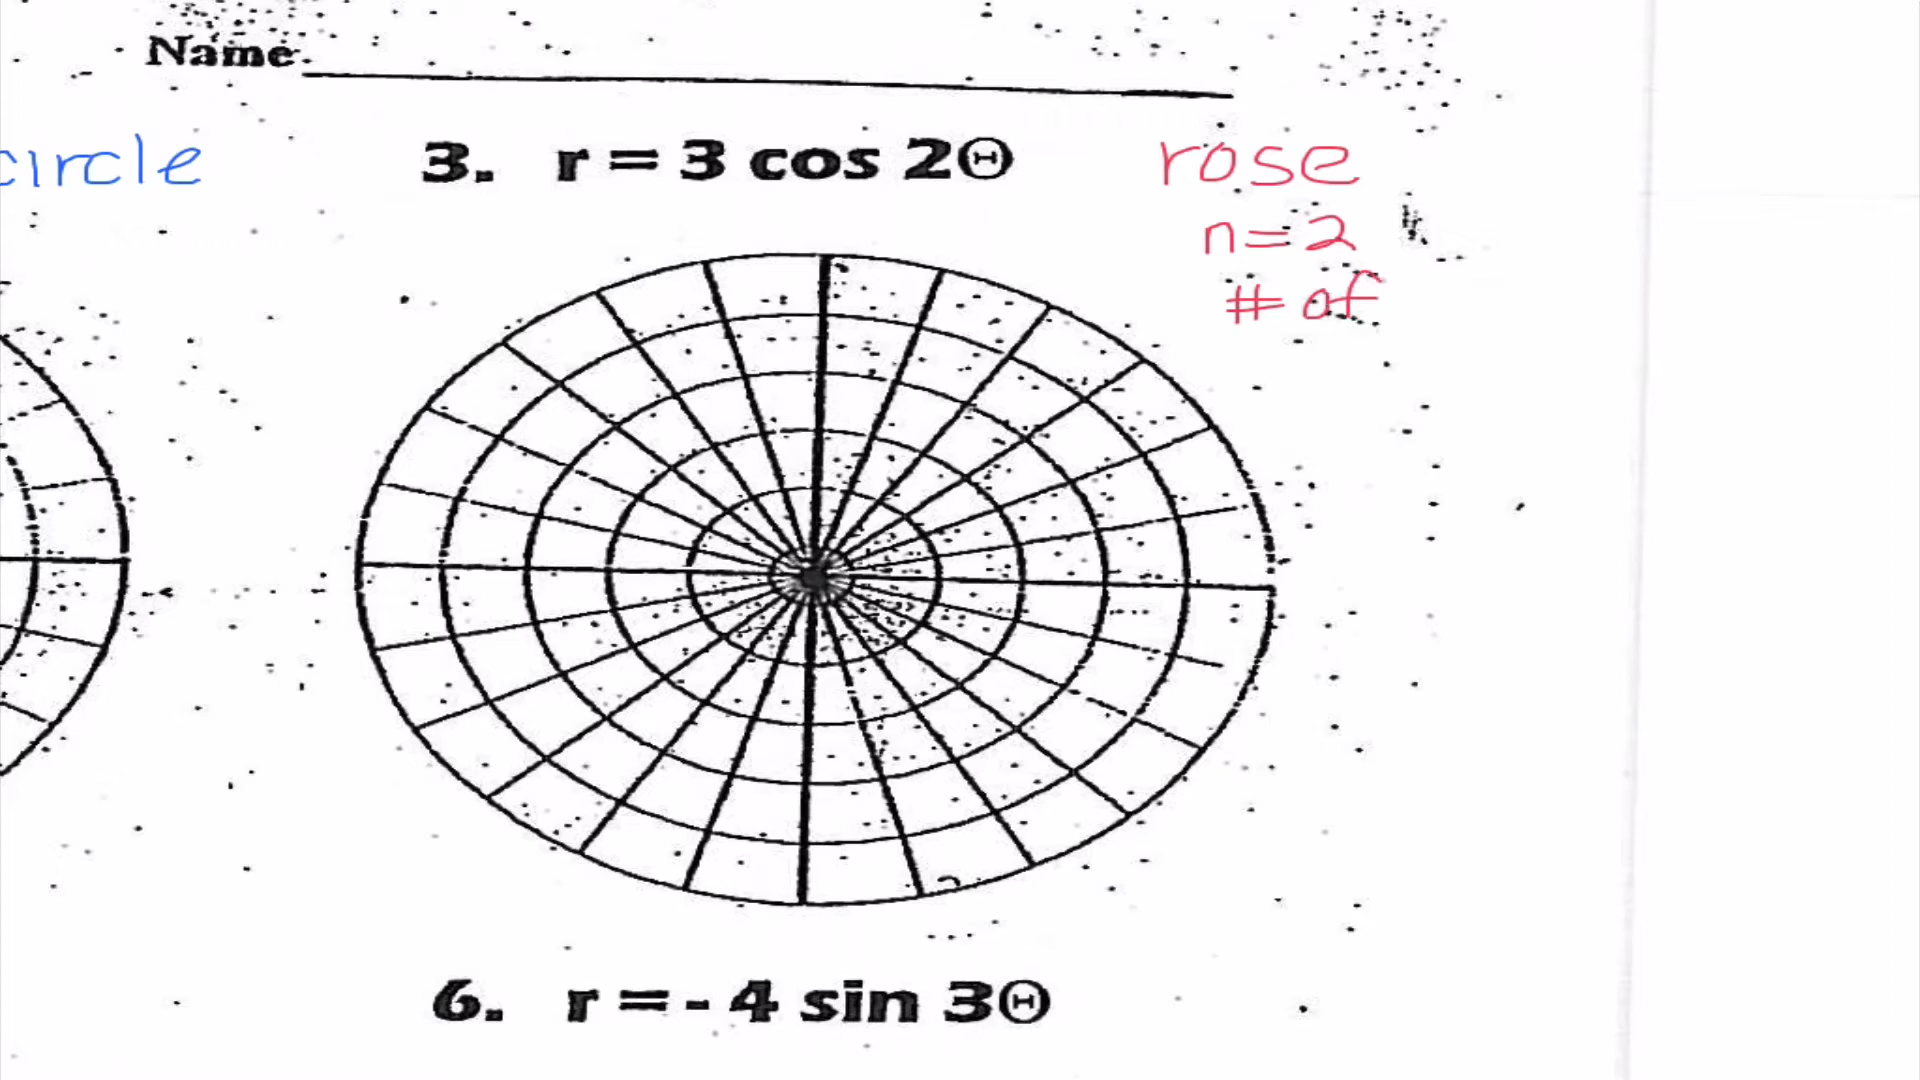 Name
circle
3. r = 3 cos 2Θ
rose
n=2
# of
6. r = - 4 sin 3Θ